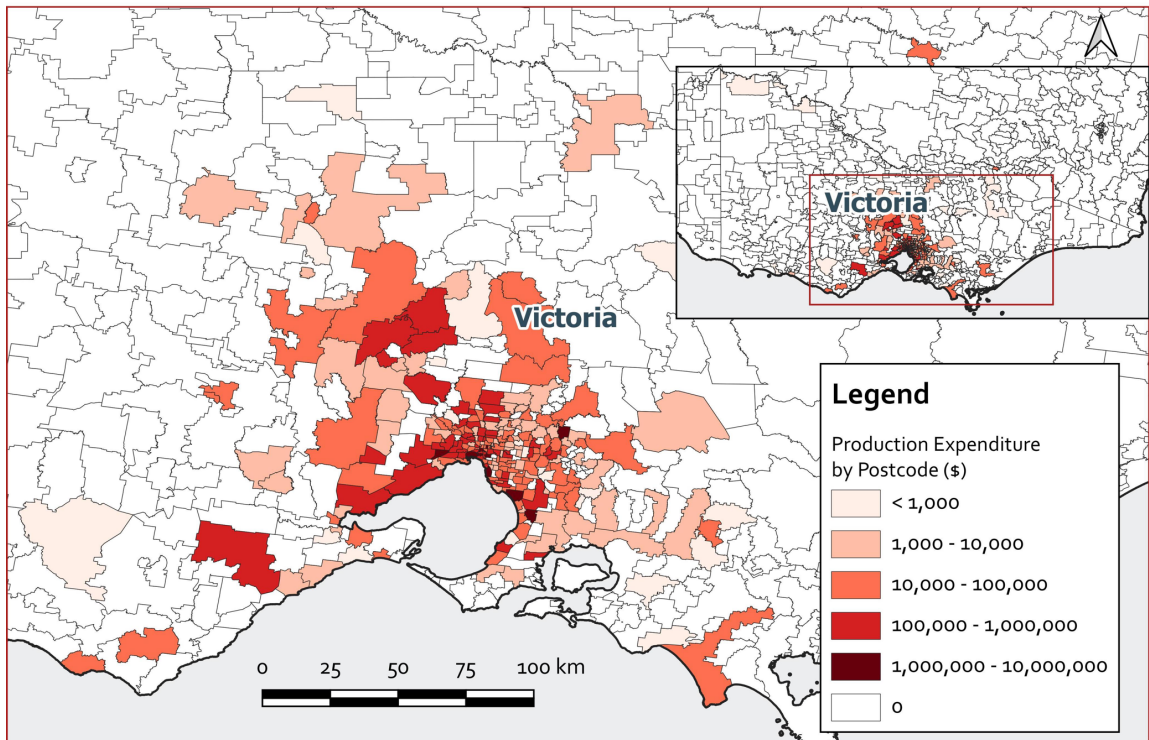 Victoria
Victoria
Legend
Production Expenditure
by Postcode ($)
< 1,000
1,000 - 10,000
10,000 - 100,000
100,000 - 1,000,000
1,000,000 - 10,000,000
0
0 25 50 75 100 km